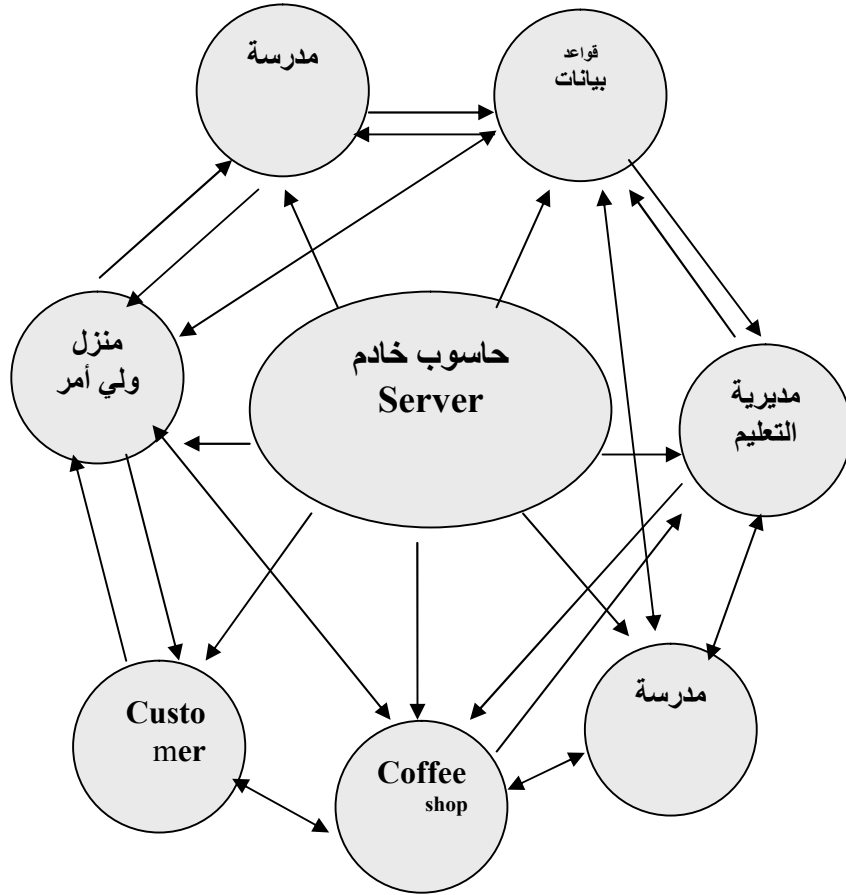 مدرسة
قواعد
بيانات
منزل
ولي أمر
حاسوب خادم
Server
مديرية
التعليم
مدرسة
Custo
mer
Coffee
shop